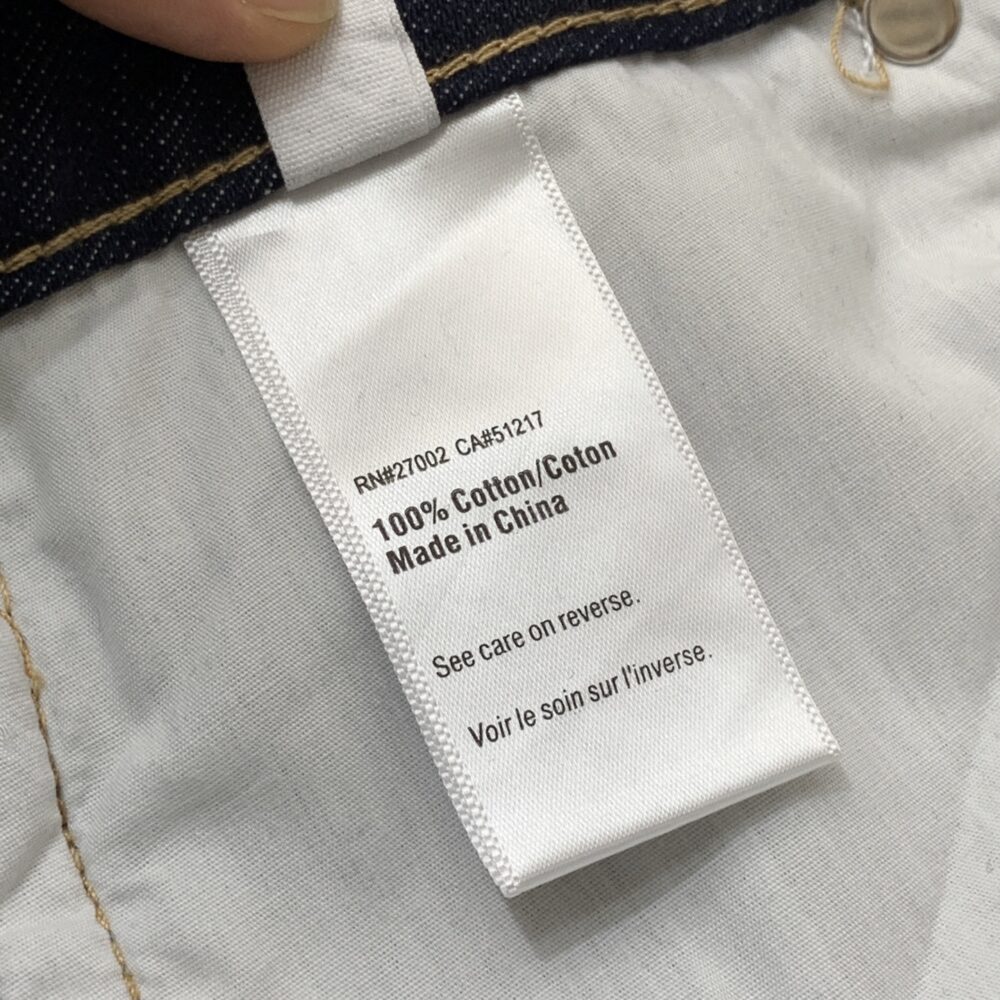 RN#27002 CA#51217
100% Cotton/Coton
Made in China
See care on reverse.
Voir le soin sur l'inverse.